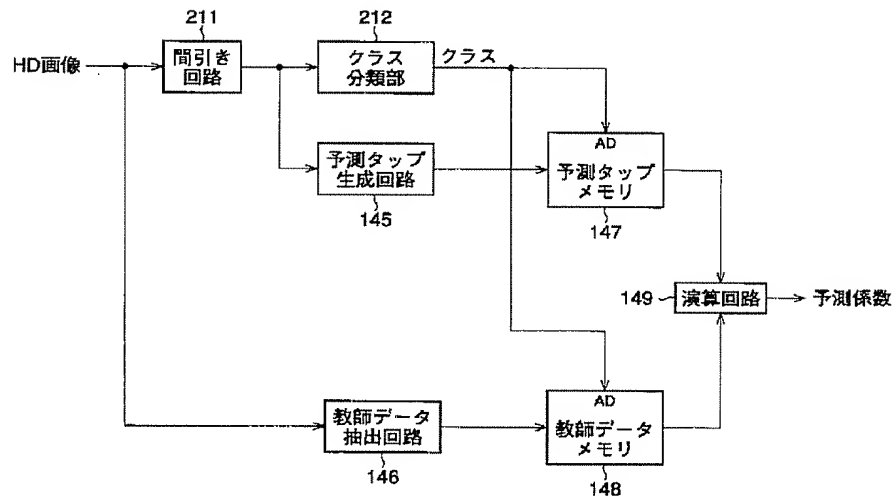 211
212
HD画像
間引き
回路
クラス
分類部
クラス
予測タップ
生成回路
145
AD
予測タップ
メモリ
147
149
演算回路
予測係数
教師データ
抽出回路
146
AD
教師データ
メモリ
148